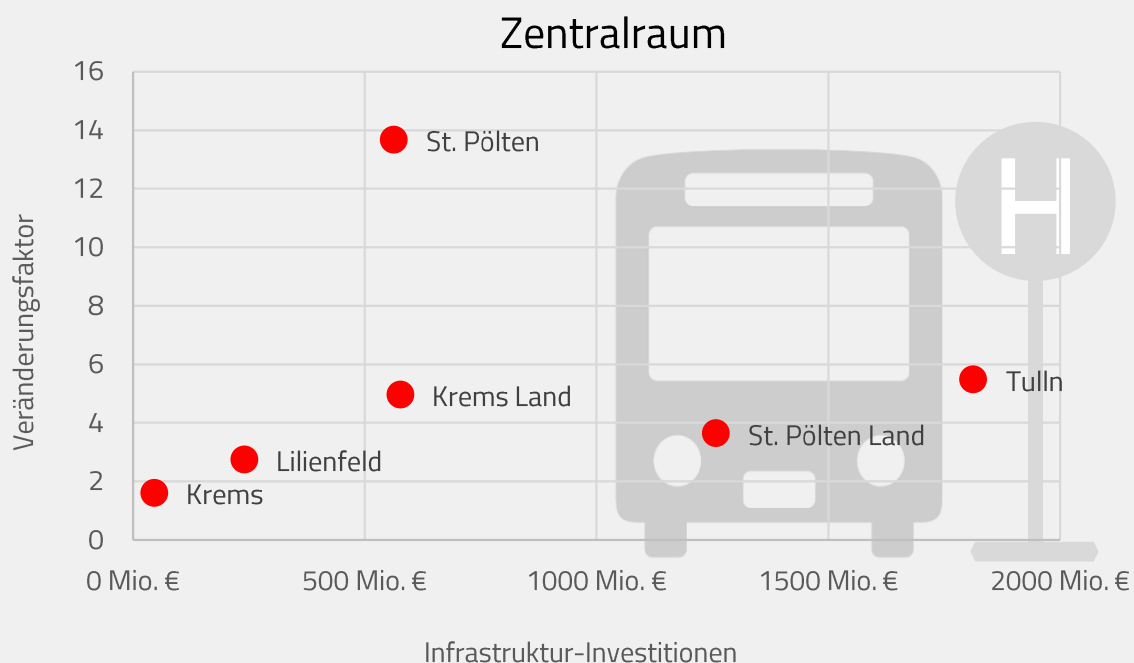 Zentralraum
16
14
12
10
8
6
4
2
0
Veränderungsfaktor
St. Pölten
H
Tulln
Krems Land
St. Pölten Land
Lilienfeld
Krems
0 Mio. €
500 Mio. €
1000 Mio. €
1500 Mio. €
2000 Mio. €
Infrastruktur-Investitionen